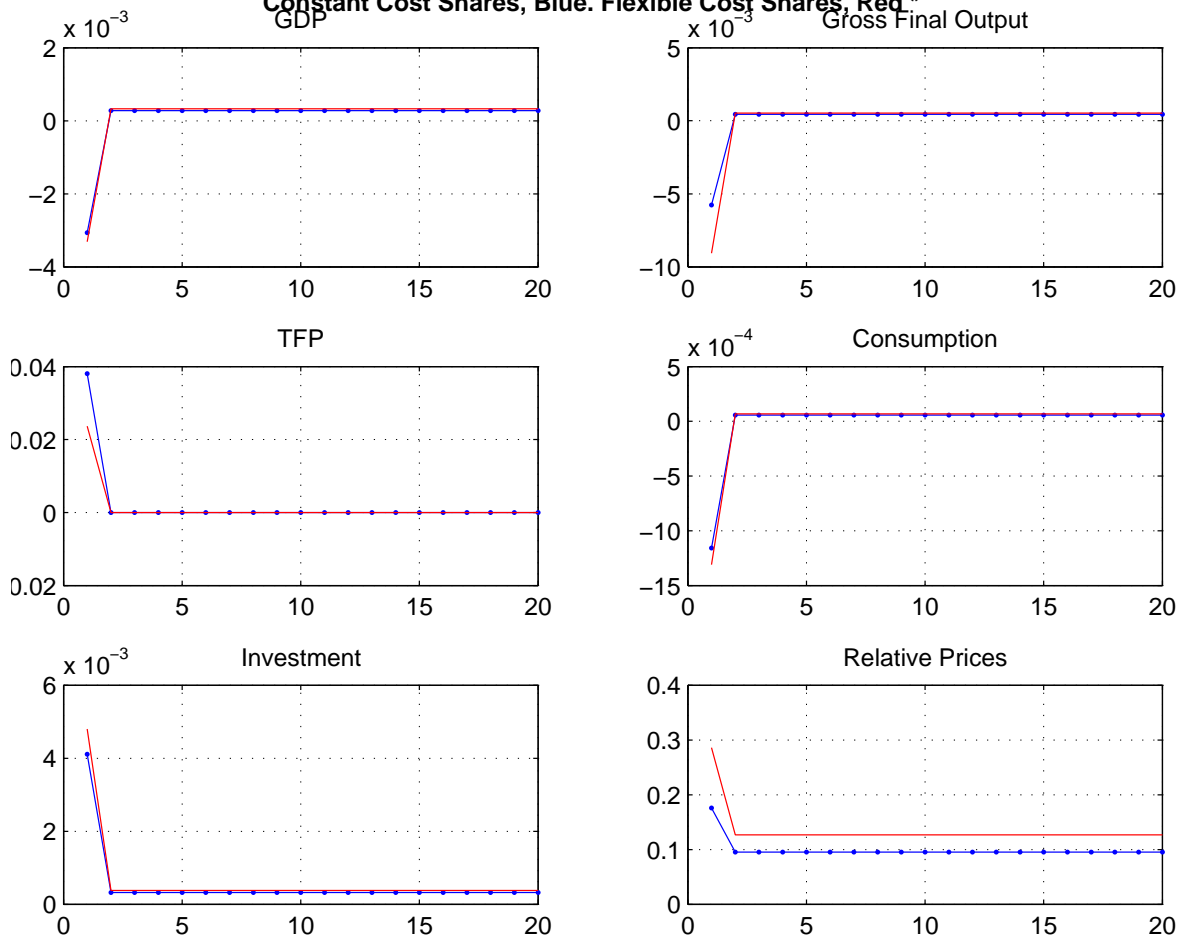 Constant Cost Shares, Blue. Flexible Cost Shares, Red *
GDP
x 10⁻³
2
0
−2
−4
0 5 10 15 20
Gross Final Output
x 10⁻³
5
0
−5
−10
0 5 10 15 20
TFP
0.04
0.02
0
0.02
0 5 10 15 20
Consumption
x 10⁻⁴
5
0
−5
−10
−15
0 5 10 15 20
Investment
x 10⁻³
6
4
2
0
0 5 10 15 20
Relative Prices
0.4
0.3
0.2
0.1
0
0 5 10 15 20